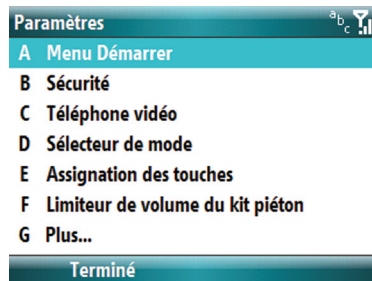 Paramètres abc
A Menu Démarrer
B Sécurité
C Téléphone vidéo
D Sélecteur de mode
E Assignation des touches
F Limiteur de volume du kit piéton
G Plus...
Terminé